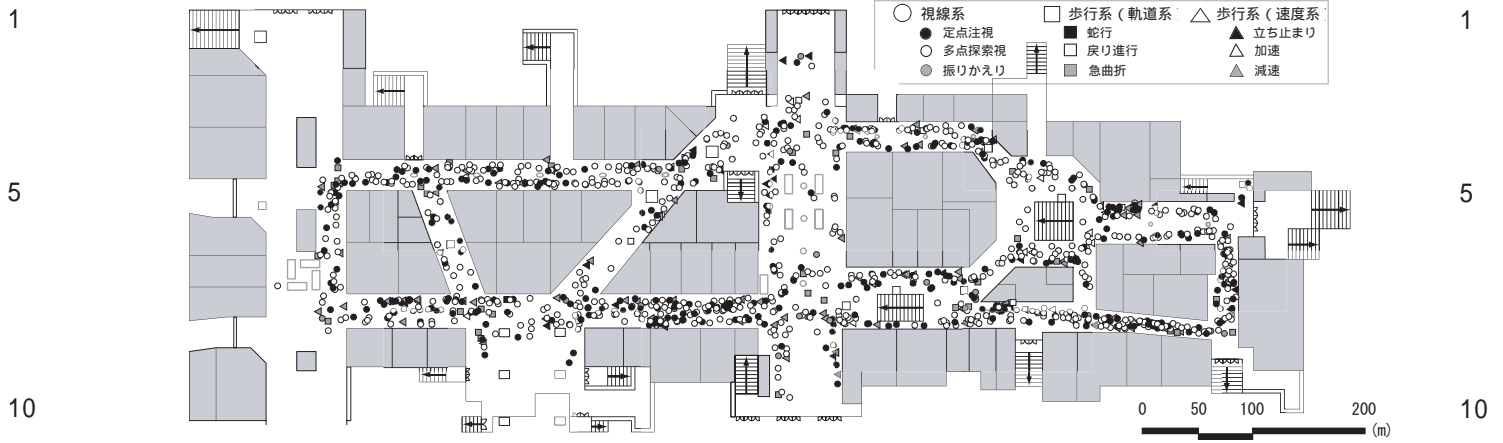 1
5
10
視線系
定点注視
多点探索視
振りかえり
歩行系（軌道系
蛇行
戻り進行
急曲折
歩行系（速度系
立ち止まり
加速
減速
0 50 100 200
(m)
1
5
10